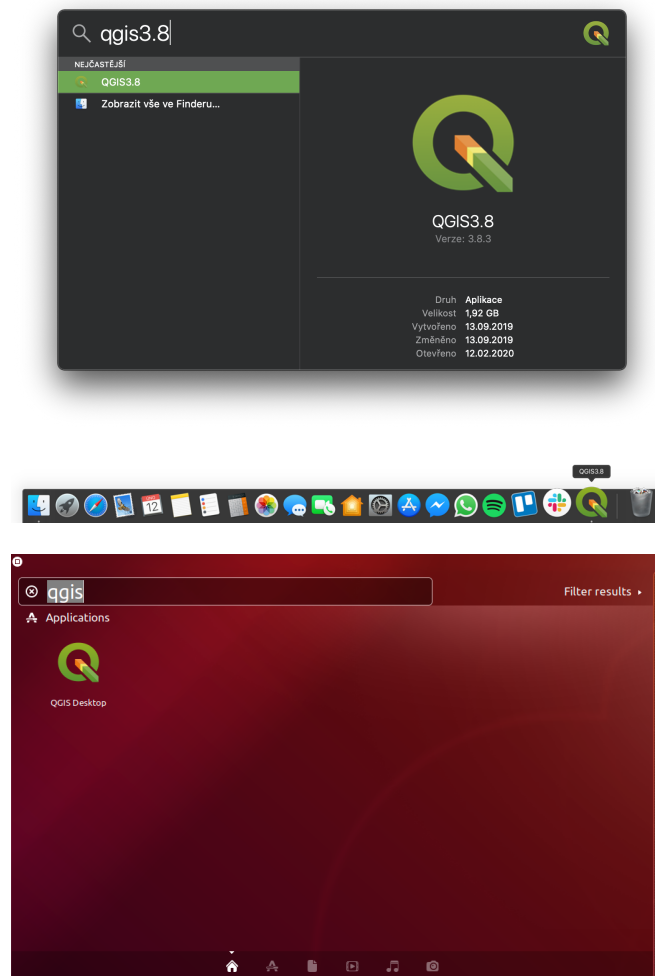 qgis3.8
NEJČASTĚJŠÍ
QGIS3.8
Zobrazit vše ve Finderu...
QGIS3.8
Verze: 3.8.3
Druh Aplikace
Velikost 1,92 GB
Vytvořeno 13.09.2019
Změněno 13.09.2019
Otevřeno 12.02.2020
QGIS3.8
12
qgis
Filter results
Applications
QGIS Desktop